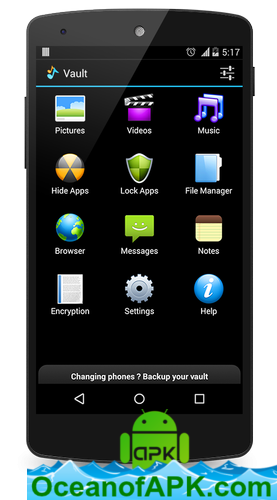 5:17
Vault
Pictures
Videos
Music
Hide Apps
Lock Apps
File Manager
Browser
Messages
Notes
Encryption
Settings
Help
Changing phones ? Backup your vault
apk
OceanofAPK.com